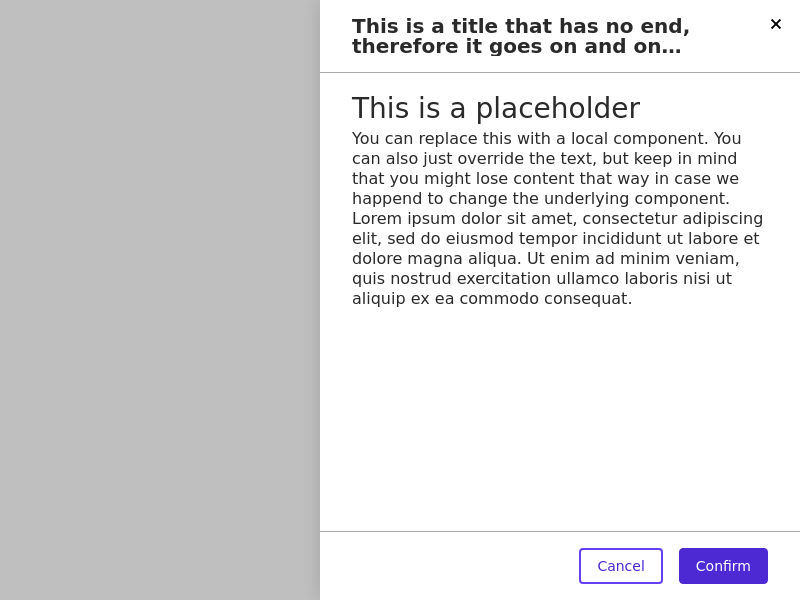 This is a title that has no end,
therefore it goes on and on…
×
This is a placeholder
You can replace this with a local component. You
can also just override the text, but keep in mind
that you might lose content that way in case we
happend to change the underlying component.
Lorem ipsum dolor sit amet, consectetur adipiscing
elit, sed do eiusmod tempor incididunt ut labore et
dolore magna aliqua. Ut enim ad minim veniam,
quis nostrud exercitation ullamco laboris nisi ut
aliquip ex ea commodo consequat.
Cancel
Confirm